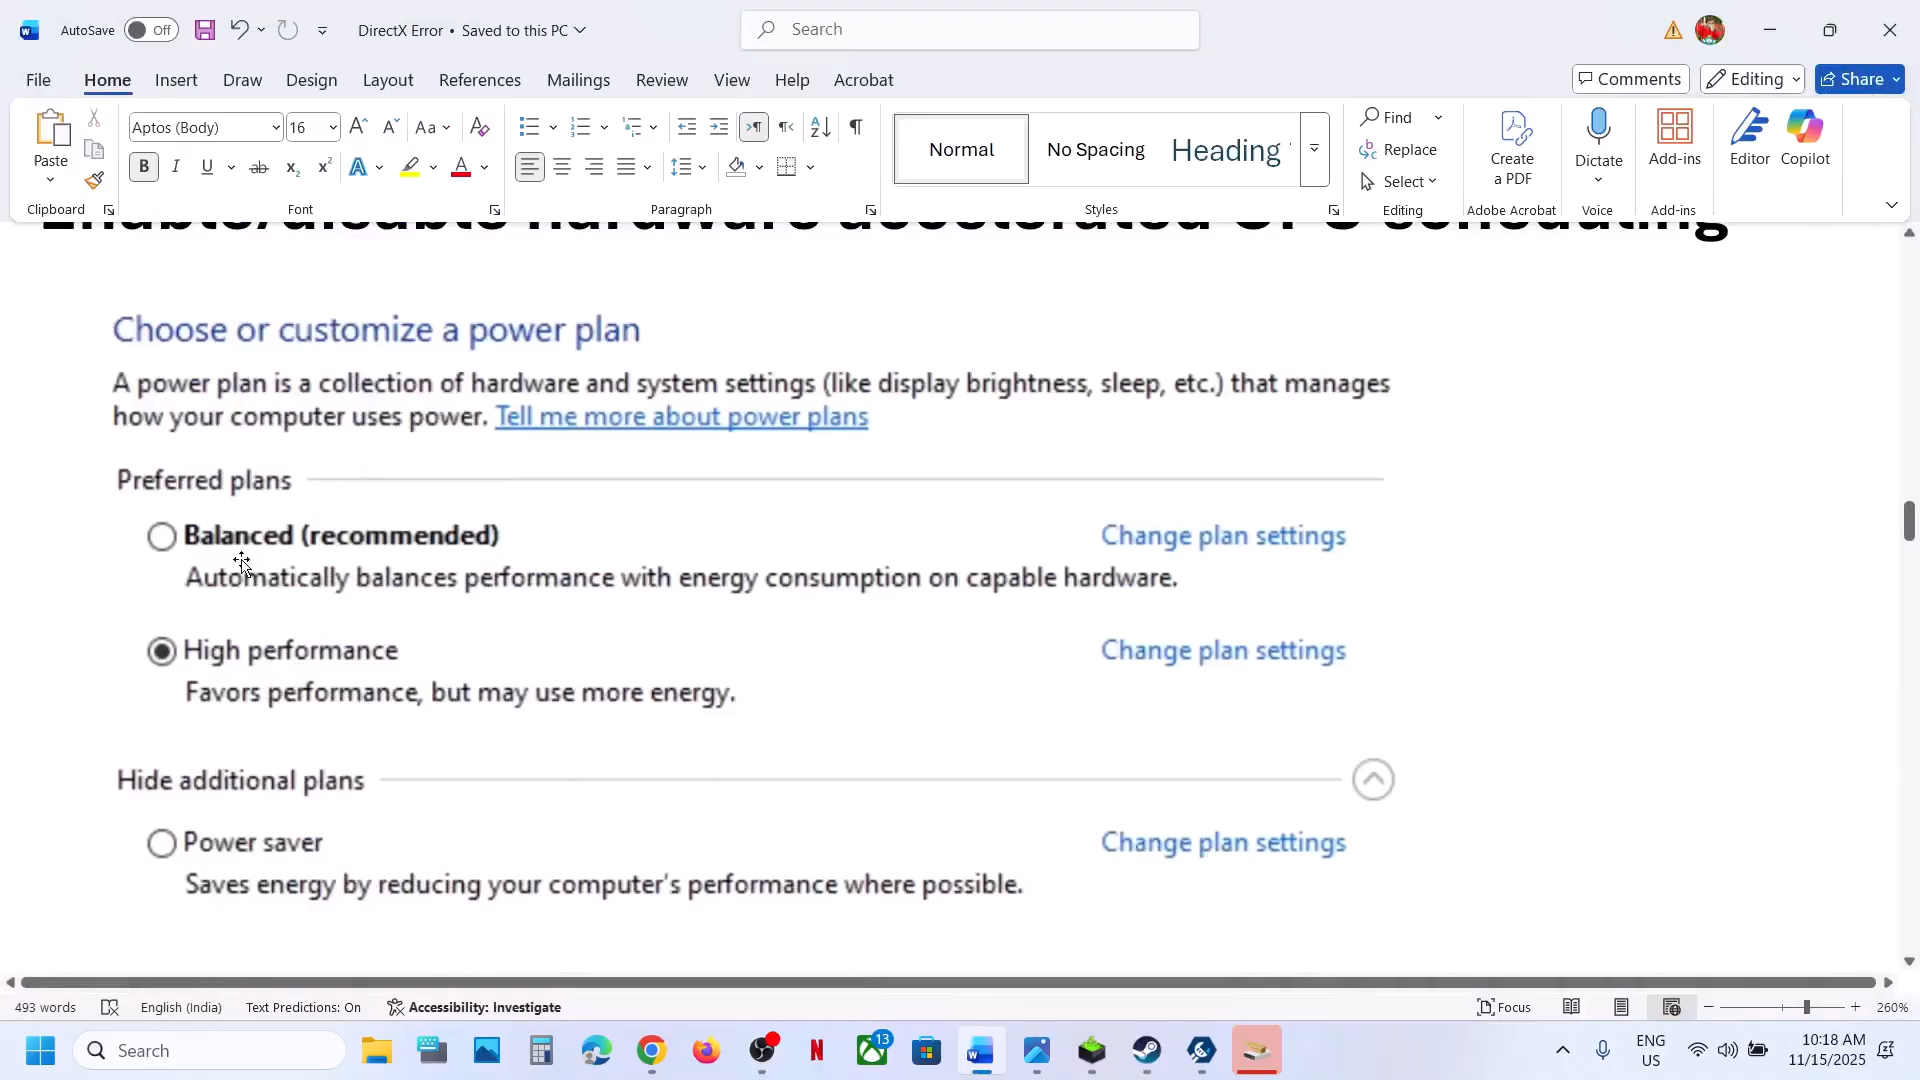 AutoSave Off DirectX Error • Saved to this PC Search
File Home Insert Draw Design Layout References Mailings Review View Help Acrobat Comments Editing Share
Paste Aptos (Body) 16 Aa Normal No Spacing Heading Find Replace Select Create a PDF Dictate Add-ins Editor Copilot
Clipboard Font Paragraph Styles Editing Adobe Acrobat Voice Add-ins
Enable/disable hardware accelerated GPU scheduling
Choose or customize a power plan
A power plan is a collection of hardware and system settings (like display brightness, sleep, etc.) that manages
how your computer uses power. Tell me more about power plans
Preferred plans
Balanced (recommended) Change plan settings
Automatically balances performance with energy consumption on capable hardware.
High performance Change plan settings
Favors performance, but may use more energy.
Hide additional plans
Power saver Change plan settings
Saves energy by reducing your computer's performance where possible.
493 words English (India) Text Predictions: On Accessibility: Investigate Focus 260%
Search 13 ENG 10:18 AM
US 11/15/2025